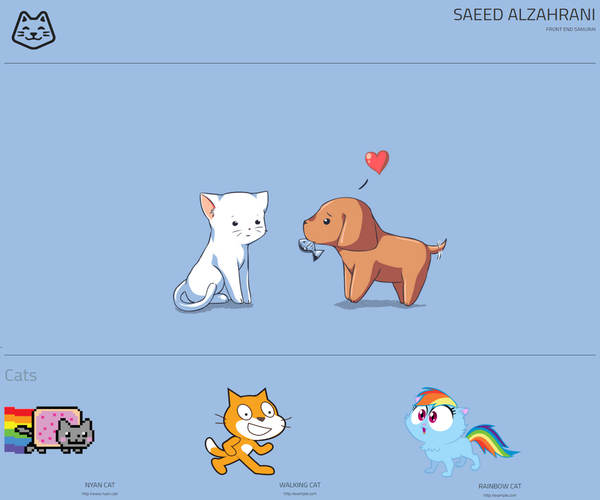 SAEED ALZAHRANI
FRONT END SAMURAI
Cats
NYAN CAT
http://www.nyan.cat/
WALKING CAT
http://example.com
RAINBOW CAT
http://example.com